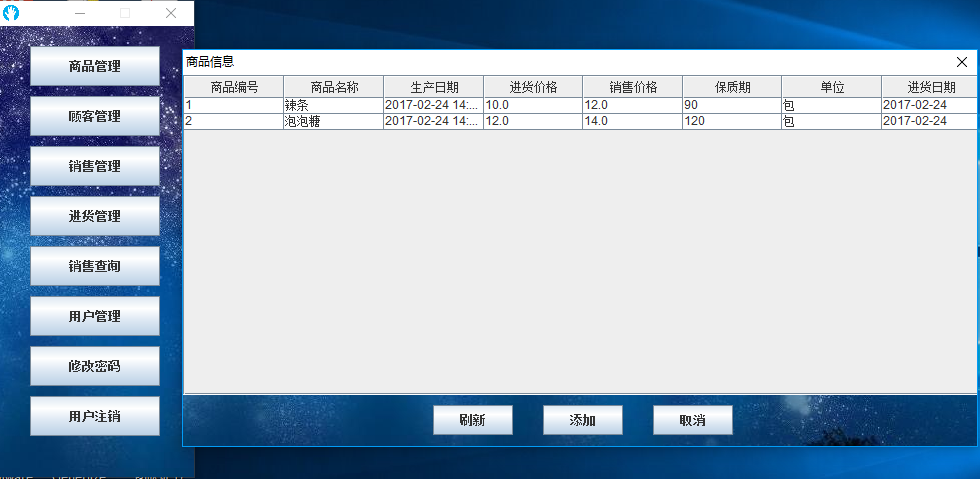 商品管理
顾客管理
销售管理
进货管理
销售查询
用户管理
修改密码
用户注销
商品信息
商品编号 商品名称 生产日期 进货价格 销售价格 保质期 单位 进货日期
1 辣条 2017-02-24 14:... 10.0 12.0 90 包 2017-02-24
2 泡泡糖 2017-02-24 14:... 12.0 14.0 120 包 2017-02-24
刷新 添加 取消